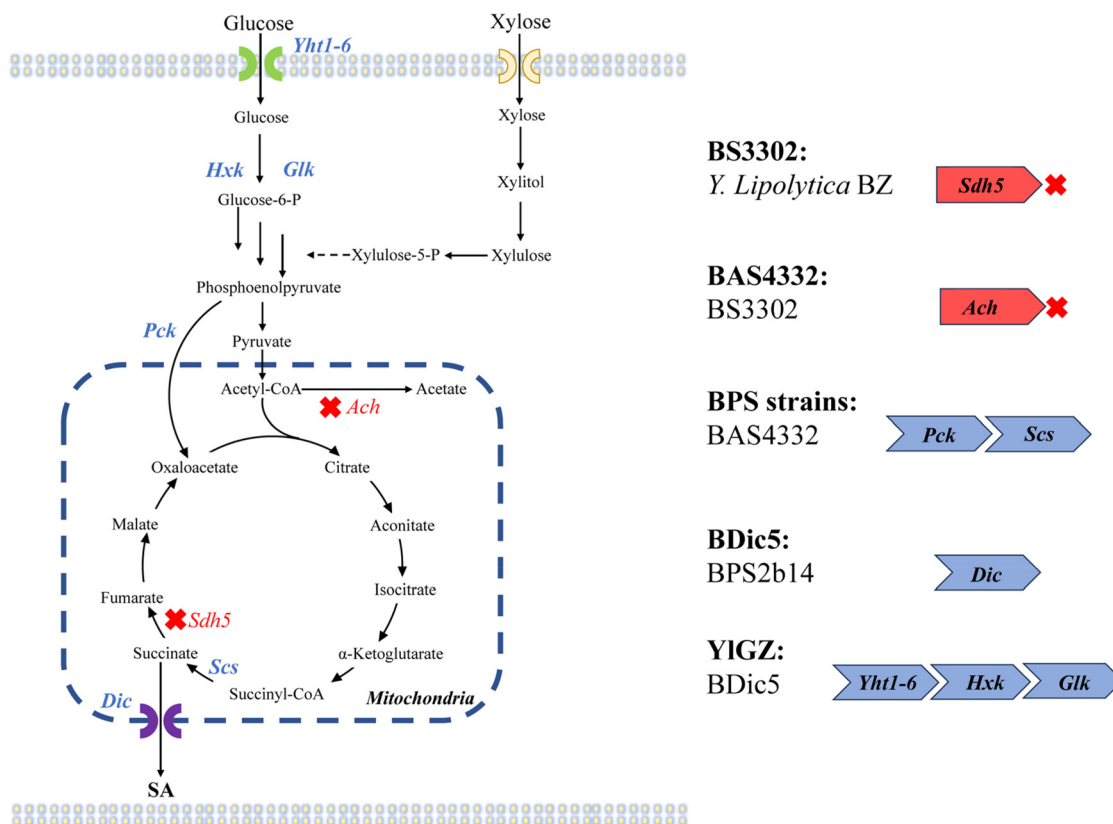 Glucose
Yht1-6
Xylose
Glucose
Xylose
Hxk
Glk
Xylitol
Glucose-6-P
Xylulose-5-P
Xylulose
Phosphoenolpyruvate
Pck
Pyruvate
Acetyl-CoA
Acetate
Ach
Oxaloacetate
Citrate
Malate
Aconitate
Fumarate
Isocitrate
Sdh5
Succinate
Scs
α-Ketoglutarate
Succinyl-CoA
Mitochondria
Dic
SA
BS3302:
Y. Lipolytica BZ
Sdh5
BAS4332:
BS3302
Ach
BPS strains:
BAS4332
Pck
Scs
BDic5:
BPS2b14
Dic
YlGZ:
BDic5
Yht1-6
Hxk
Glk